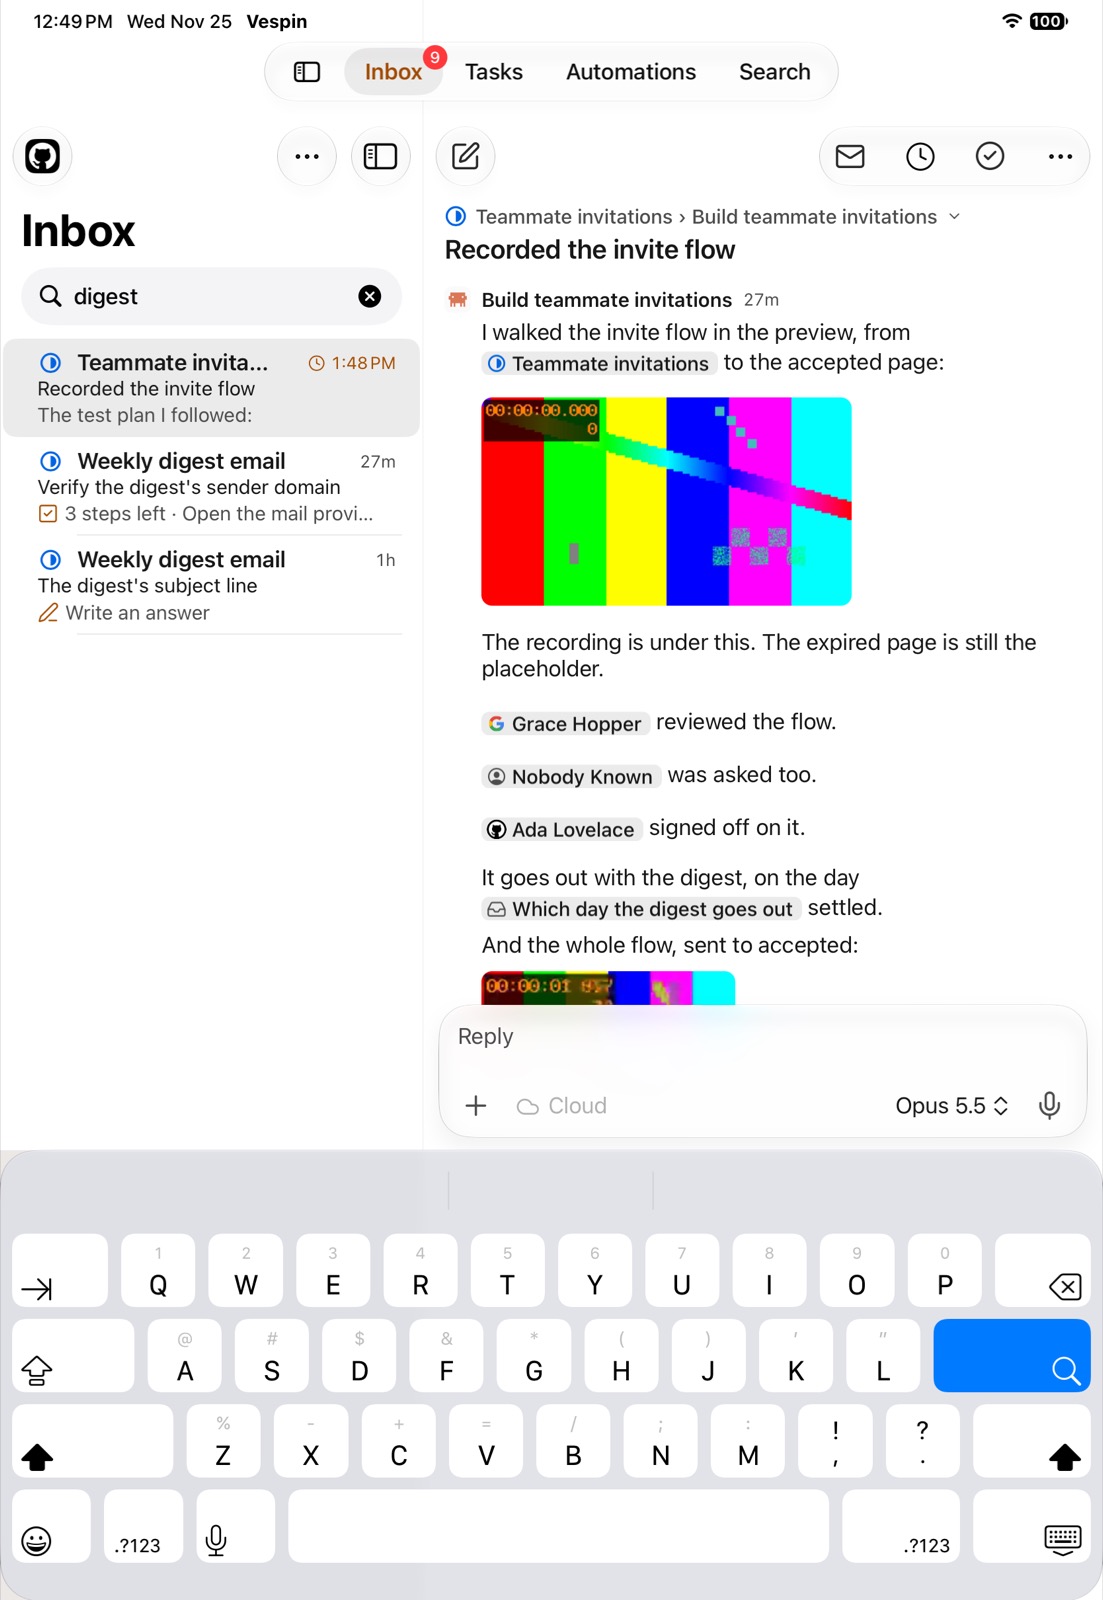 12:49 PM Wed Nov 25 Vespin
100
Inbox 9 Tasks Automations Search
Inbox
digest
Teammate invita... 1:48 PM
Recorded the invite flow
The test plan I followed:
Weekly digest email 27m
Verify the digest's sender domain
3 steps left · Open the mail provi...
Weekly digest email 1h
The digest's subject line
Write an answer
Teammate invitations › Build teammate invitations
Recorded the invite flow
Build teammate invitations 27m
I walked the invite flow in the preview, from
Teammate invitations to the accepted page:
00:00:00.000
0
The recording is under this. The expired page is still the
placeholder.
Grace Hopper reviewed the flow.
Nobody Known was asked too.
Ada Lovelace signed off on it.
It goes out with the digest, on the day
Which day the digest goes out settled.
And the whole flow, sent to accepted:
00:00:01
Reply
Cloud Opus 5.5
1 2 3 4 5 6 7 8 9 0
Q W E R T Y U I O P
@ # $ & * ( ) ' "
A S D F G H J K L
% - + = / ; : ! ?
Z X C V B N M , .
.?123 .?123